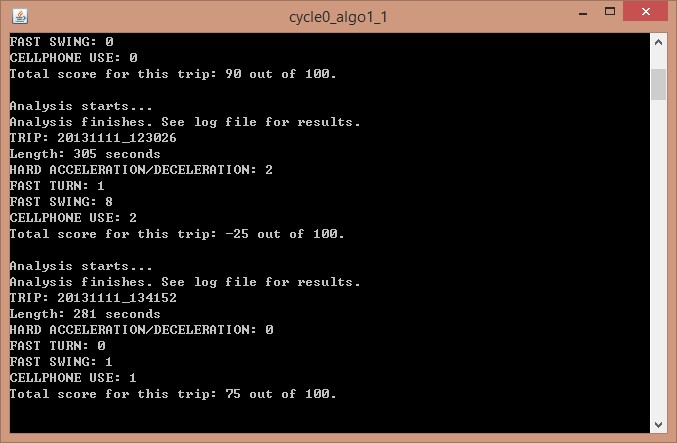 cycle0_algo1_1
FAST SWING: 0
CELLPHONE USE: 0
Total score for this trip: 90 out of 100.
Analysis starts...
Analysis finishes. See log file for results.
TRIP: 20131111_123026
Length: 305 seconds
HARD ACCELERATION/DECELERATION: 2
FAST TURN: 1
FAST SWING: 8
CELLPHONE USE: 2
Total score for this trip: -25 out of 100.
Analysis starts...
Analysis finishes. See log file for results.
TRIP: 20131111_134152
Length: 281 seconds
HARD ACCELERATION/DECELERATION: 0
FAST TURN: 0
FAST SWING: 1
CELLPHONE USE: 1
Total score for this trip: 75 out of 100.